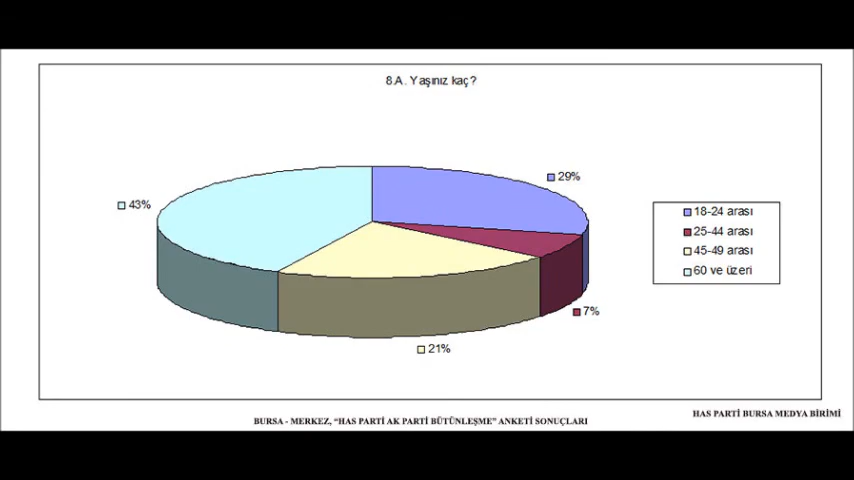 8.A. Yaşınız kaç?
29%
43%
18-24 arası
25-44 arası
45-49 arası
60 ve üzeri
7%
21%
HAS PARTİ BURSA MEDYA BİRİMİ
BURSA - MERKEZ, “HAS PARTİ AK PARTİ BÜTÜNLEŞME” ANKETİ SONUÇLARI